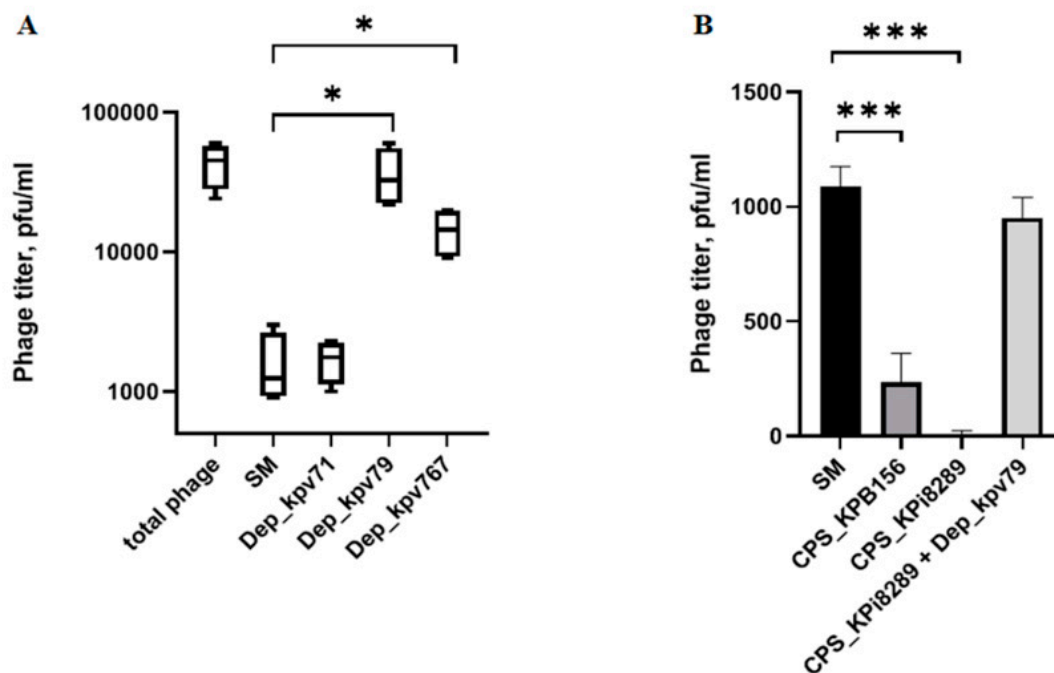 A
*
*
100000
10000
1000
Phage titer, pfu/ml
total phage
SM
Dep_kpv71
Dep_kpv79
Dep_kpv767
B
***
***
1500
1000
500
0
Phage titer, pfu/ml
SM
CPS_KPB156
CPS_KPi8289
CPS_KPi8289 + Dep_kpv79